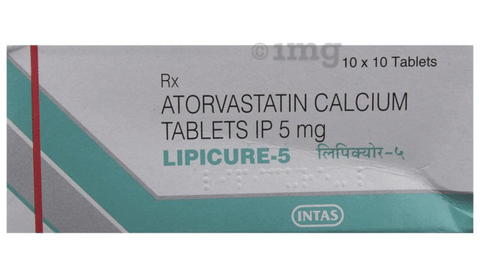 ©1mg
10 x 10 Tablets
Rx
ATORVASTATIN CALCIUM
TABLETS IP 5 mg
LIPICURE-5 लिपिक्योर-५
INTAS